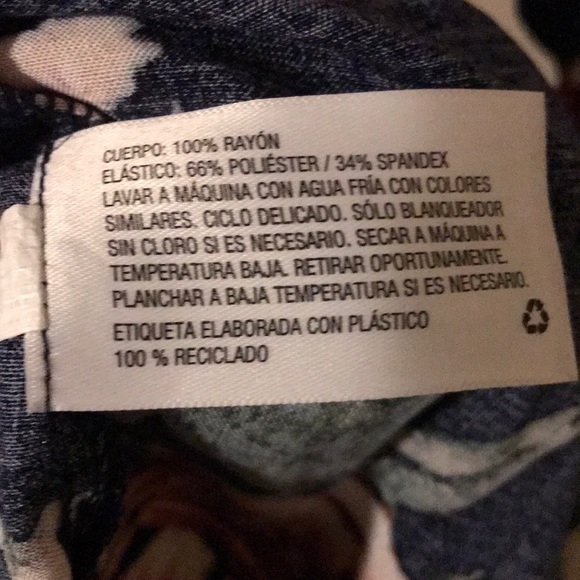 CUERPO: 100% RAYÓN
ELÁSTICO: 66% POLIÉSTER / 34% SPANDEX
LAVAR A MÁQUINA CON AGUA FRÍA CON COLORES
SIMILARES. CICLO DELICADO. SÓLO BLANQUEADOR
SIN CLORO SI ES NECESARIO. SECAR A MÁQUINA A
TEMPERATURA BAJA. RETIRAR OPORTUNAMENTE.
PLANCHAR A BAJA TEMPERATURA SI ES NECESARIO.
ETIQUETA ELABORADA CON PLÁSTICO
100 % RECICLADO